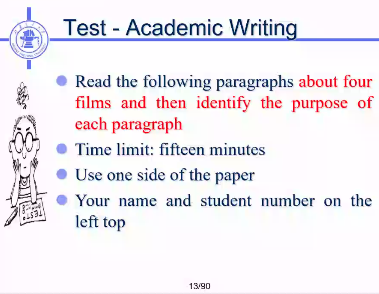 Test - Academic Writing
Read the following paragraphs about four
films and then identify the purpose of
each paragraph
Time limit: fifteen minutes
Use one side of the paper
Your name and student number on the
left top
13/90